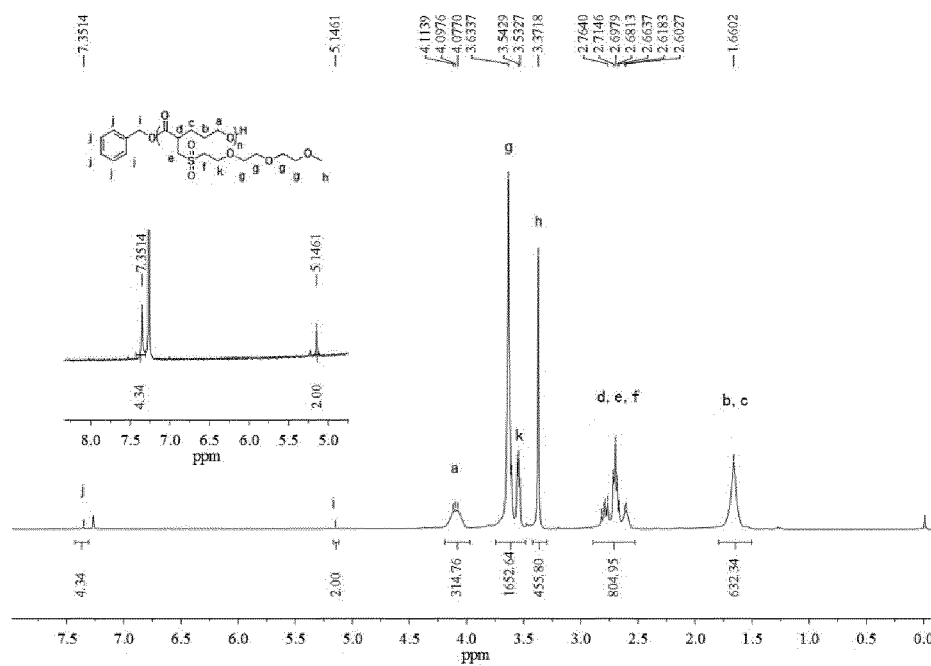 7.3514
5.1461
4.1139
4.0976
4.0770
3.6337
3.5429
3.5327
3.3718
2.7640
2.7146
2.6979
2.6813
2.6637
2.6183
2.6027
1.6602
j j j j j i O O d c b a O H n
e S O O f k O g g O g g O h
7.3514
5.1461
4.34
2.00
8.0 7.5 7.0 6.5 6.0 5.5 5.0
ppm
g
h
k
a
d, e, f
b, c
j
i
4.34
2.00
314.76
1652.64
455.80
804.95
632.34
7.5 7.0 6.5 6.0 5.5 5.0 4.5 4.0 3.5 3.0 2.5 2.0 1.5 1.0 0.5 0.0
ppm